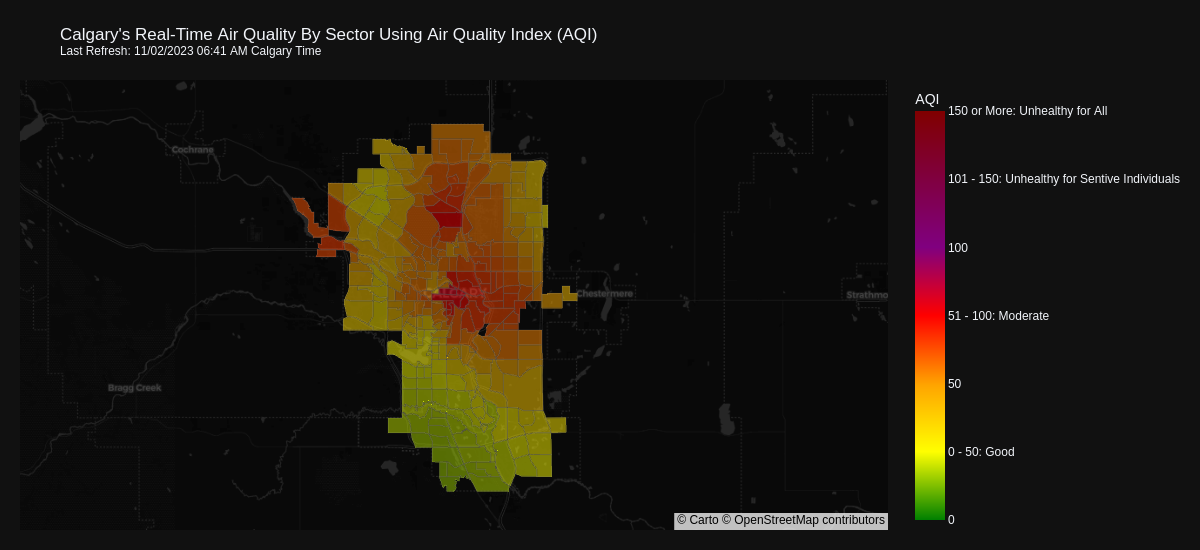 Calgary's Real-Time Air Quality By Sector Using Air Quality Index (AQI)
Last Refresh: 11/02/2023 06:41 AM Calgary Time
AQI
150 or More: Unhealthy for All
Cochrane
101 - 150: Unhealthy for Sentive Individuals
100
CALGARY
Chestermere
Strathmo
51 - 100: Moderate
Bragg Creek
50
0 - 50: Good
0
© Carto © OpenStreetMap contributors